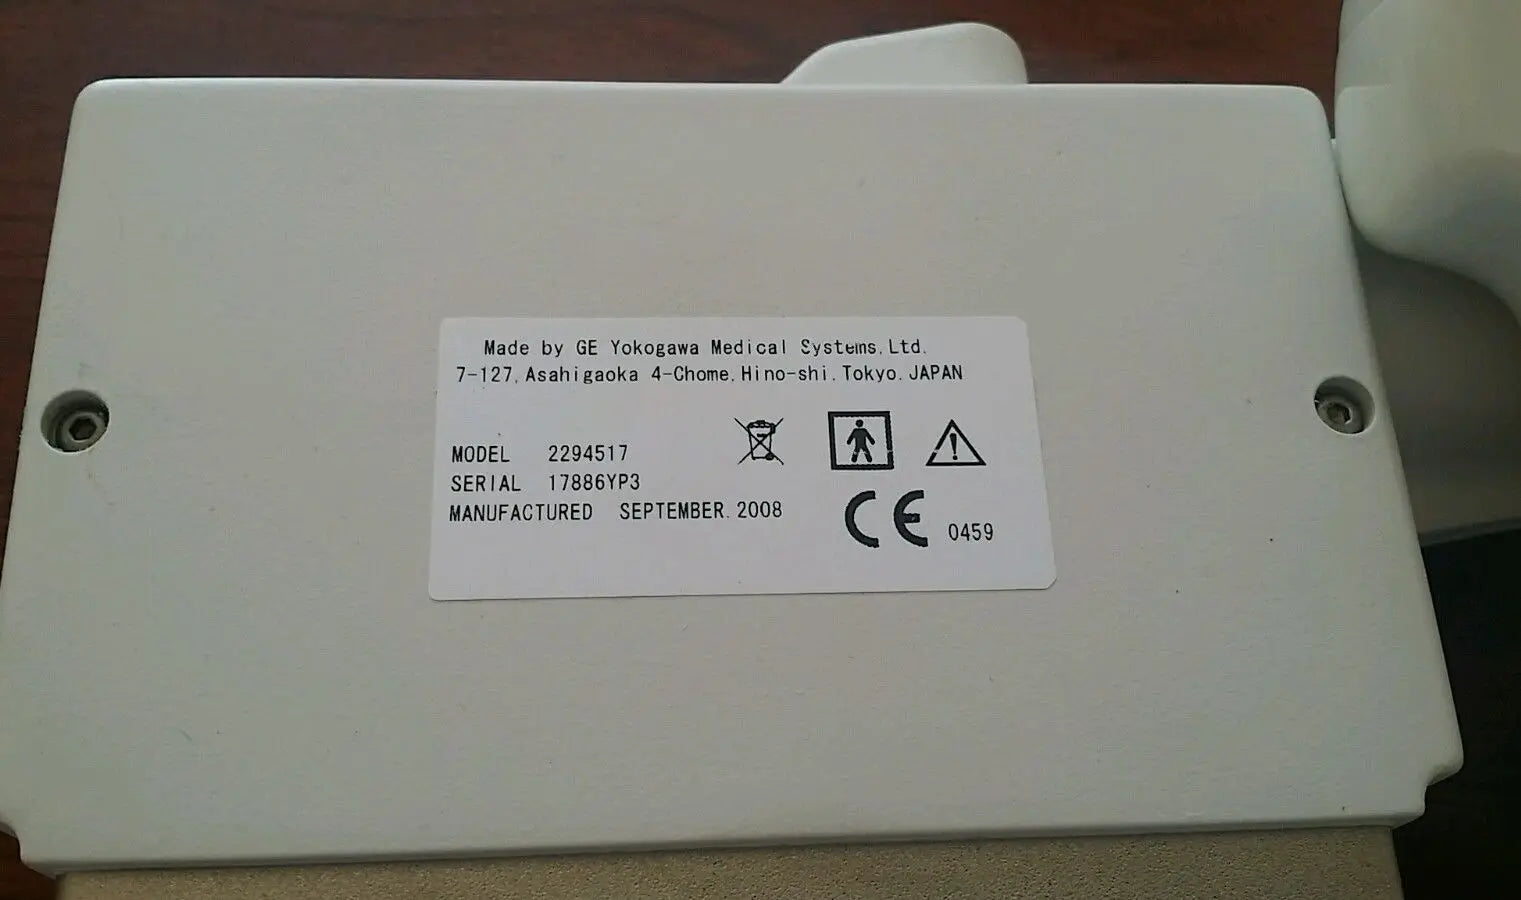 Made by GE Yokogawa Medical Systems,Ltd.
7-127,Asahigaoka 4-Chome,Hino-shi.Tokyo.JAPAN
MODEL 2294517
SERIAL 17886YP3
MANUFACTURED SEPTEMBER.2008
CE 0459